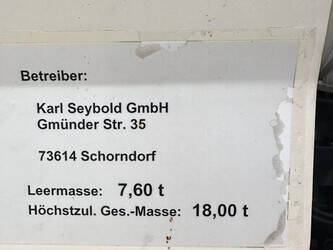 Betreiber:
Karl Seybold GmbH
Gmünder Str. 35
73614 Schorndorf
Leermasse: 7,60 t
Höchstzul. Ges.-Masse: 18,00 t